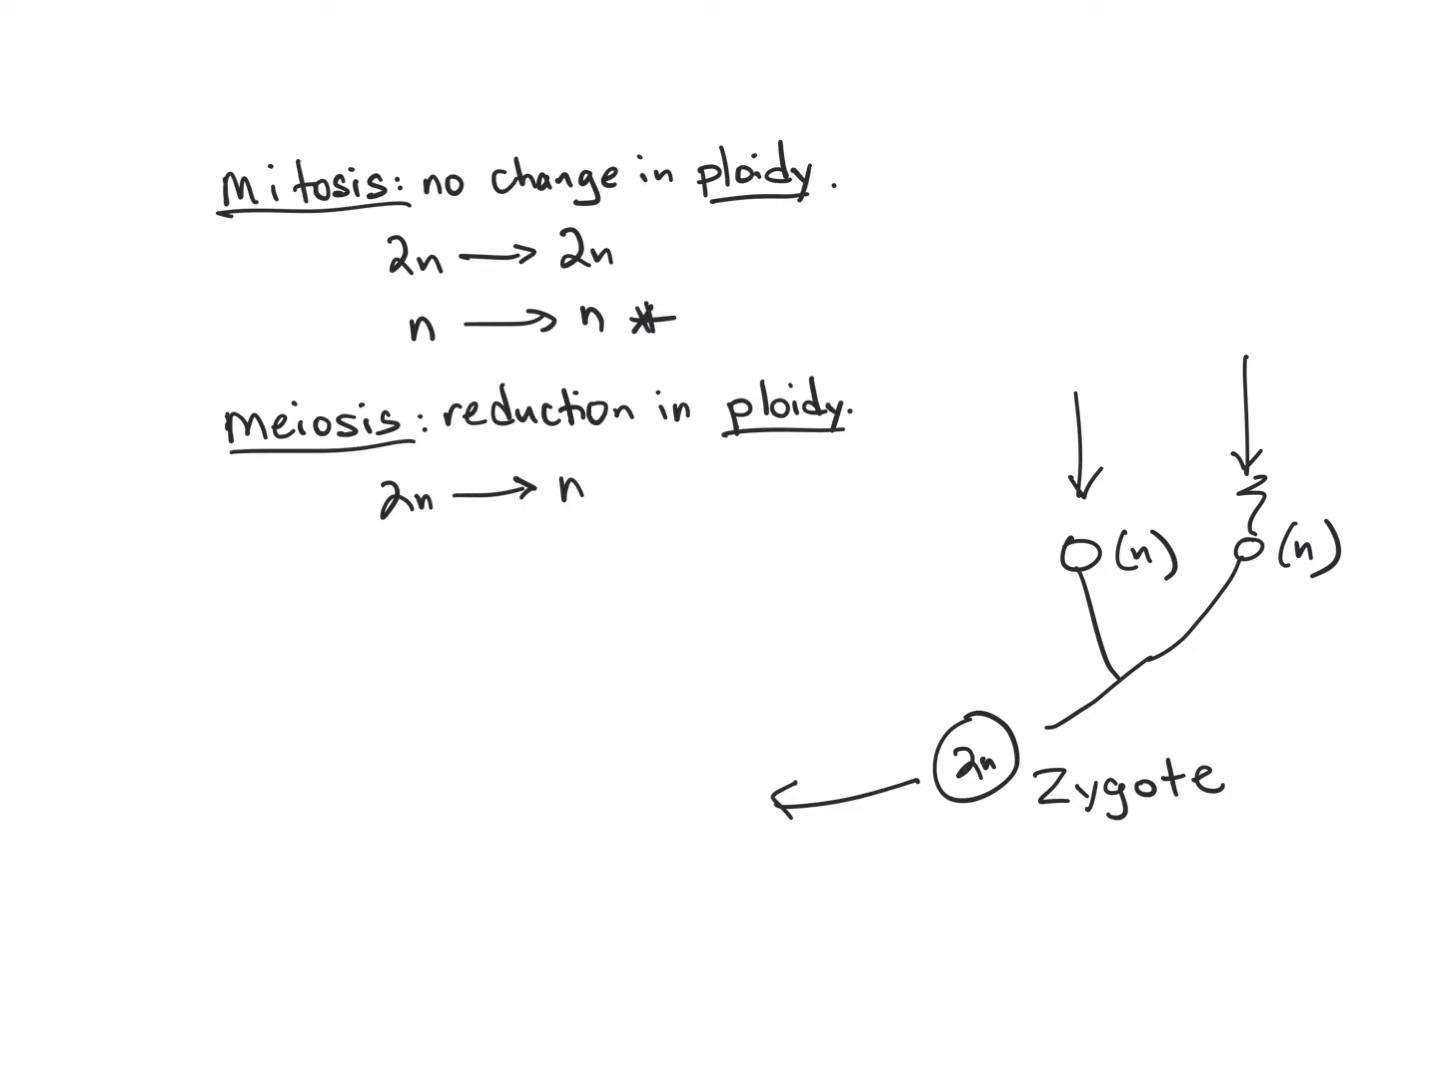 Mitosis: no change in ploidy.
2n → 2n
n → n *
Meiosis: reduction in ploidy.
2n → n
(n) (n)
2n Zygote